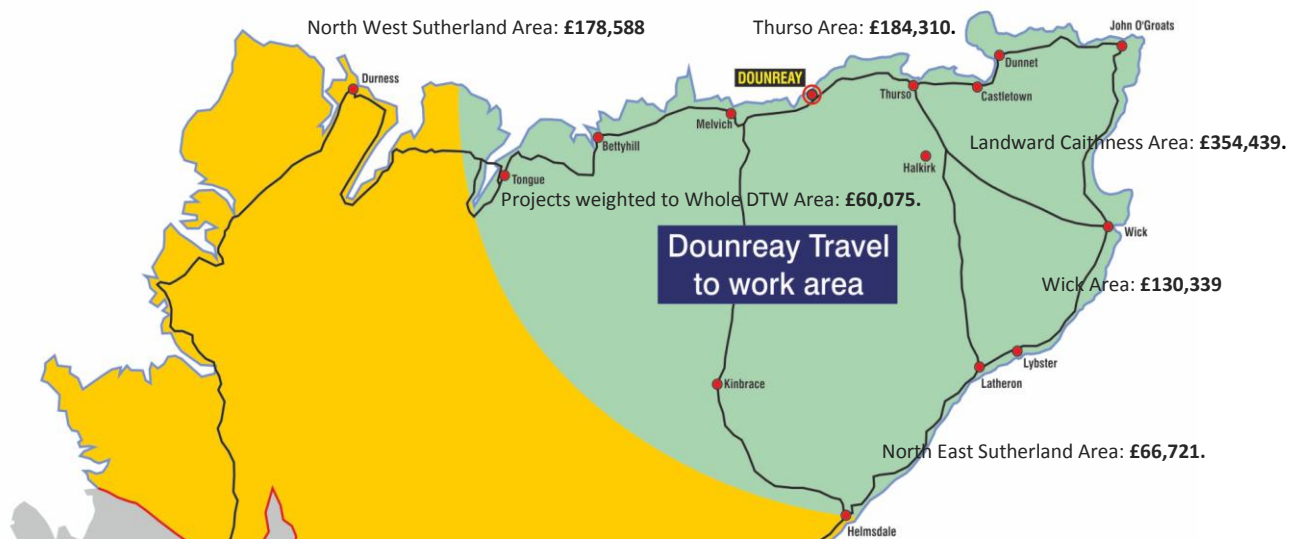 North West Sutherland Area: £178,588
Thurso Area: £184,310.
John O'Groats
Dunnet
DOUNREAY
Durness
Thurso
Castletown
Melvich
Bettyhill
Landward Caithness Area: £354,439.
Halkirk
Tongue
Projects weighted to Whole DTW Area: £60,075.
Wick
Dounreay Travel
to work area
Wick Area: £130,339
Lybster
Latheron
Kinbrace
North East Sutherland Area: £66,721.
Helmsdale